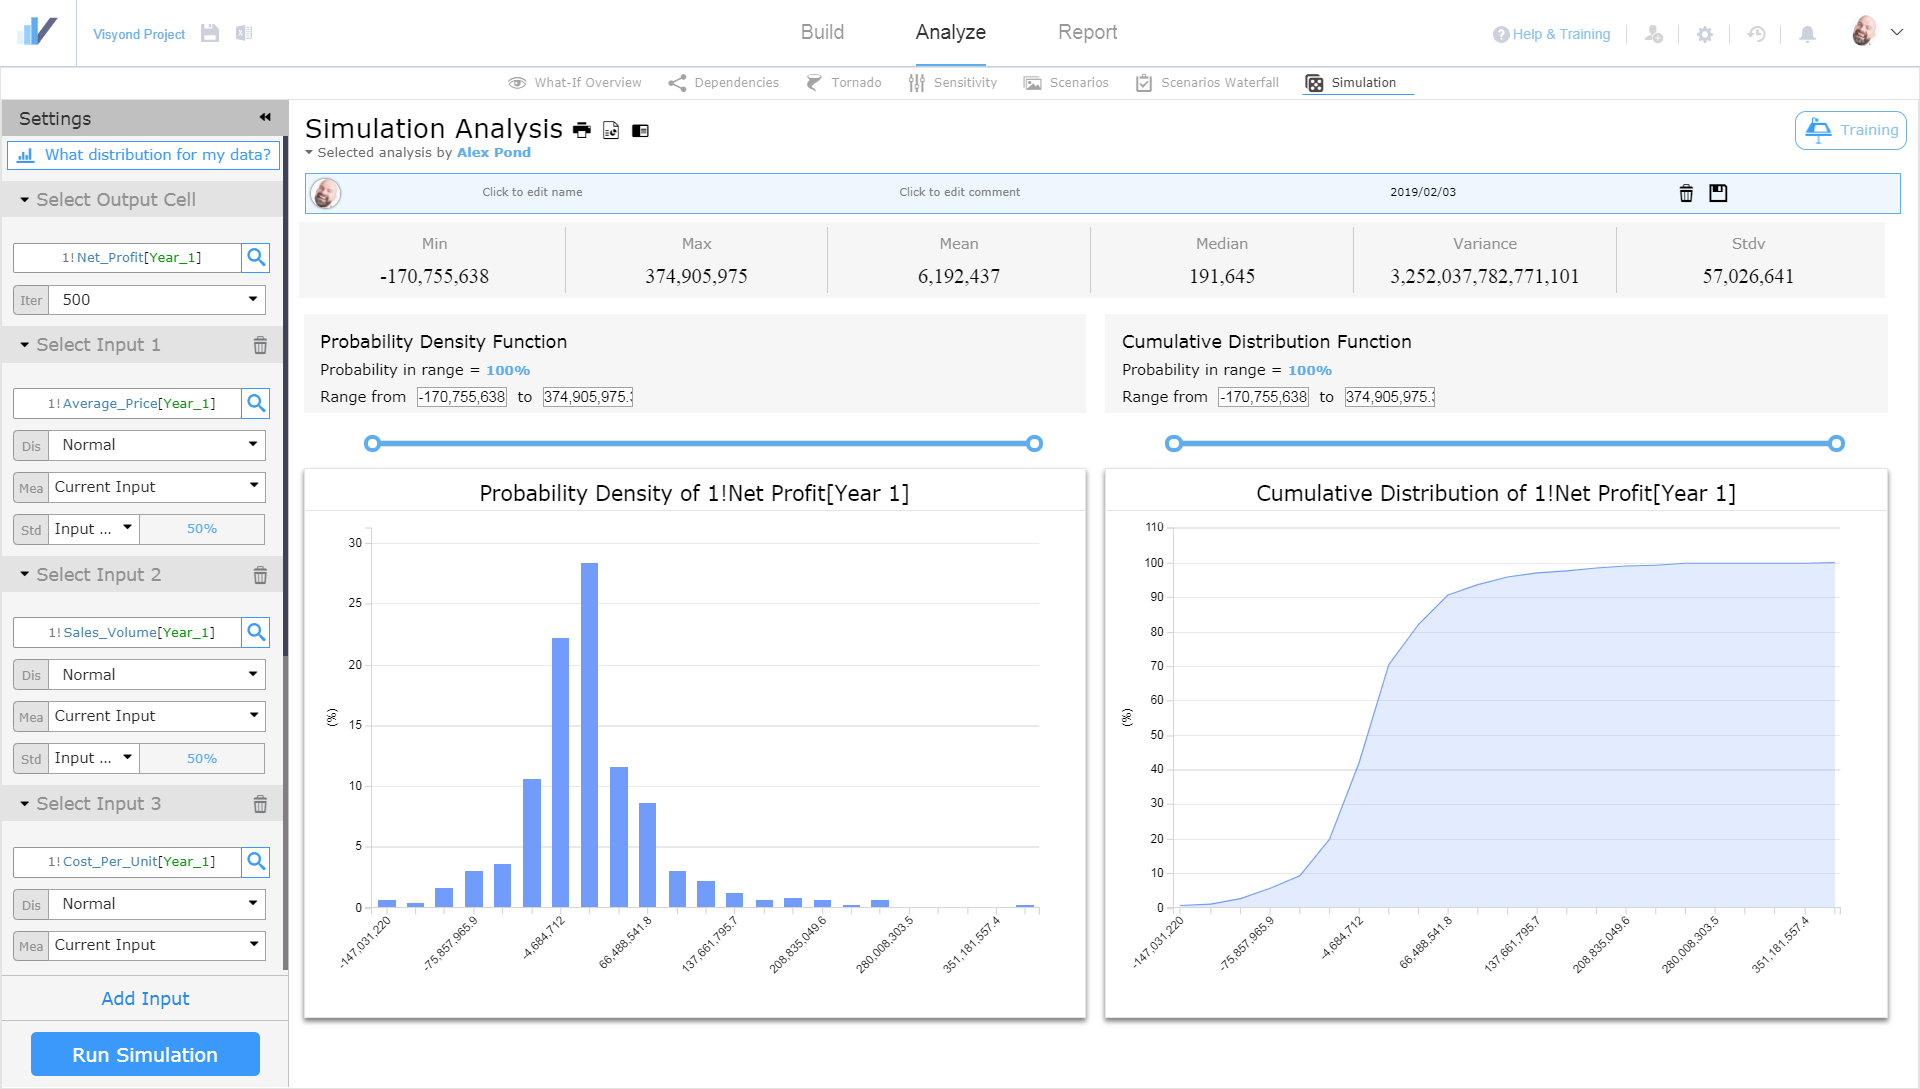 Visyond Project
Build
Analyze
Report
Help & Training
What-If Overview
Dependencies
Tornado
Sensitivity
Scenarios
Scenarios Waterfall
Simulation
Settings
What distribution for my data?
Select Output Cell
1!Net_Profit[Year_1]
Iter 500
Select Input 1
1!Average_Price[Year_1]
Dis Normal
Mea Current Input
Std Input ... 50%
Select Input 2
1!Sales_Volume[Year_1]
Dis Normal
Mea Current Input
Std Input ... 50%
Select Input 3
1!Cost_Per_Unit[Year_1]
Dis Normal
Mea Current Input
Add Input
Run Simulation
Simulation Analysis
Training
Selected analysis by Alex Pond
Click to edit name
Click to edit comment
2019/02/03
Min
-170,755,638
Max
374,905,975
Mean
6,192,437
Median
191,645
Variance
3,252,037,782,771,101
Stdv
57,026,641
Probability Density Function
Probability in range = 100%
Range from -170,755,638 to 374,905,975.
Cumulative Distribution Function
Probability in range = 100%
Range from -170,755,638 to 374,905,975.
Probability Density of 1!Net Profit[Year 1]
30
25
20
15
10
5
0
(%)
-147,031,220
-75,857,965.9
-4,684,712
66,488,541.8
137,661,795.7
208,835,049.6
280,008,303.5
351,181,557.4
Cumulative Distribution of 1!Net Profit[Year 1]
110
100
90
80
70
60
50
40
30
20
10
0
(%)
-147,031,220
-75,857,965.9
-4,684,712
66,488,541.8
137,661,795.7
208,835,049.6
280,008,303.5
351,181,557.4